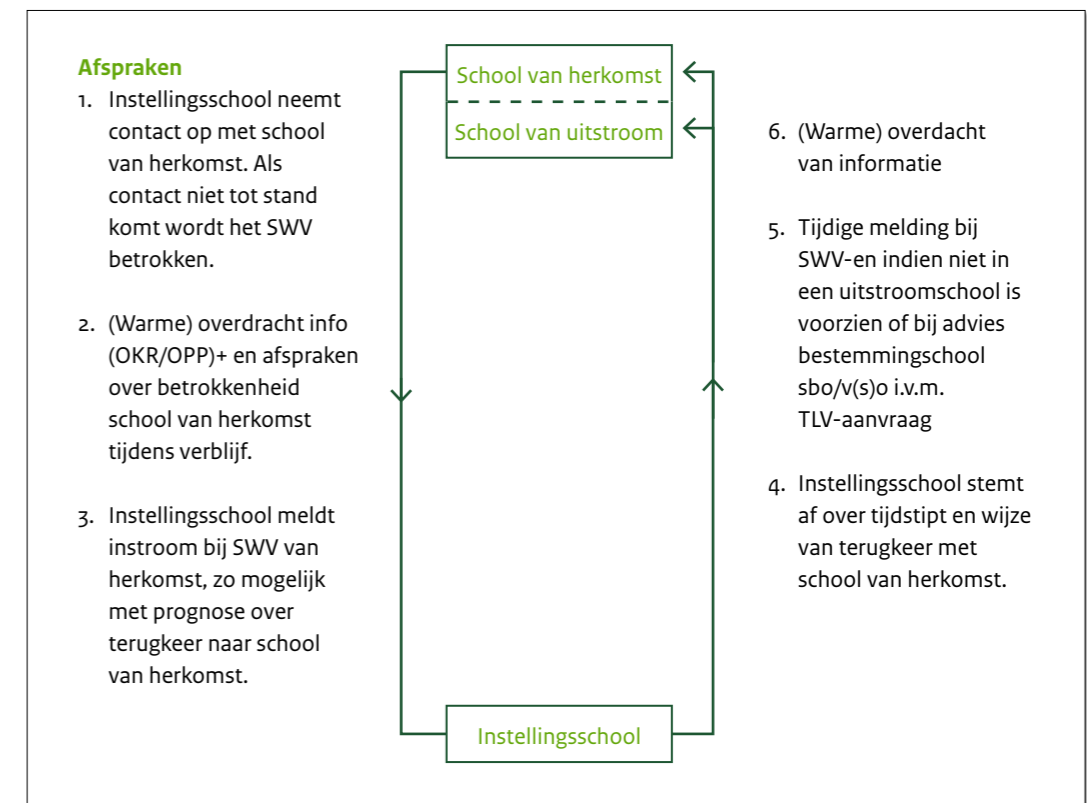 Afspraken
1. Instellingsschool neemt
contact op met school
van herkomst. Als
contact niet tot stand
komt wordt het SWV
betrokken.
2. (Warme) overdracht info
(OKR/OPP)+ en afspraken
over betrokkenheid
school van herkomst
tijdens verblijf.
3. Instellingsschool meldt
instroom bij SWV van
herkomst, zo mogelijk
met prognose over
terugkeer naar school
van herkomst.
School van herkomst
School van uitstroom
Instellingsschool
6. (Warme) overdacht
van informatie
5. Tijdige melding bij
SWV-en indien niet in
een uitstroomschool is
voorzien of bij advies
bestemmingschool
sbo/v(s)o i.v.m.
TLV-aanvraag
4. Instellingsschool stemt
af over tijdstipt en wijze
van terugkeer met
school van herkomst.